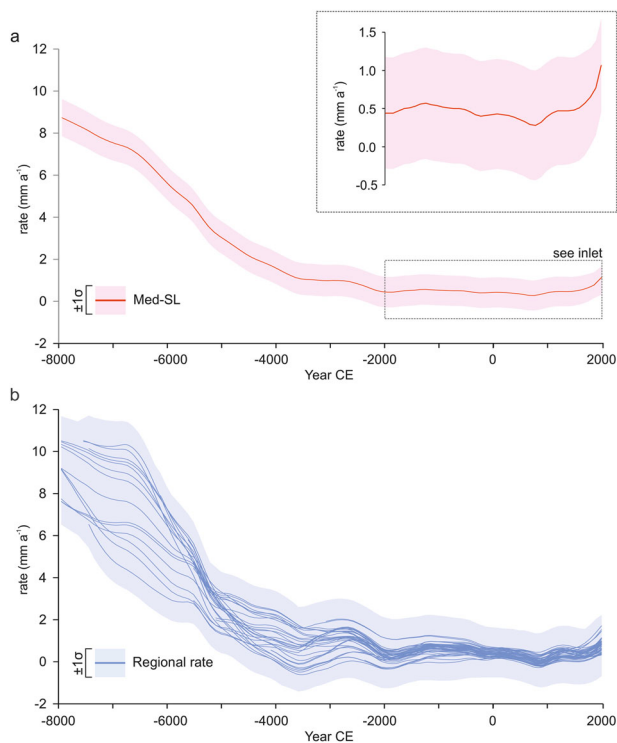 a
12
10
8
6
4
2
0
-2
rate (mm a⁻¹)
1.5
1.0
0.5
0.0
-0.5
rate (mm a⁻¹)
see inlet
±1σ
Med-SL
-8000
-6000
-4000
-2000
0
2000
Year CE
b
12
10
8
6
4
2
0
-2
rate (mm a⁻¹)
±1σ
Regional rate
-8000
-6000
-4000
-2000
0
2000
Year CE